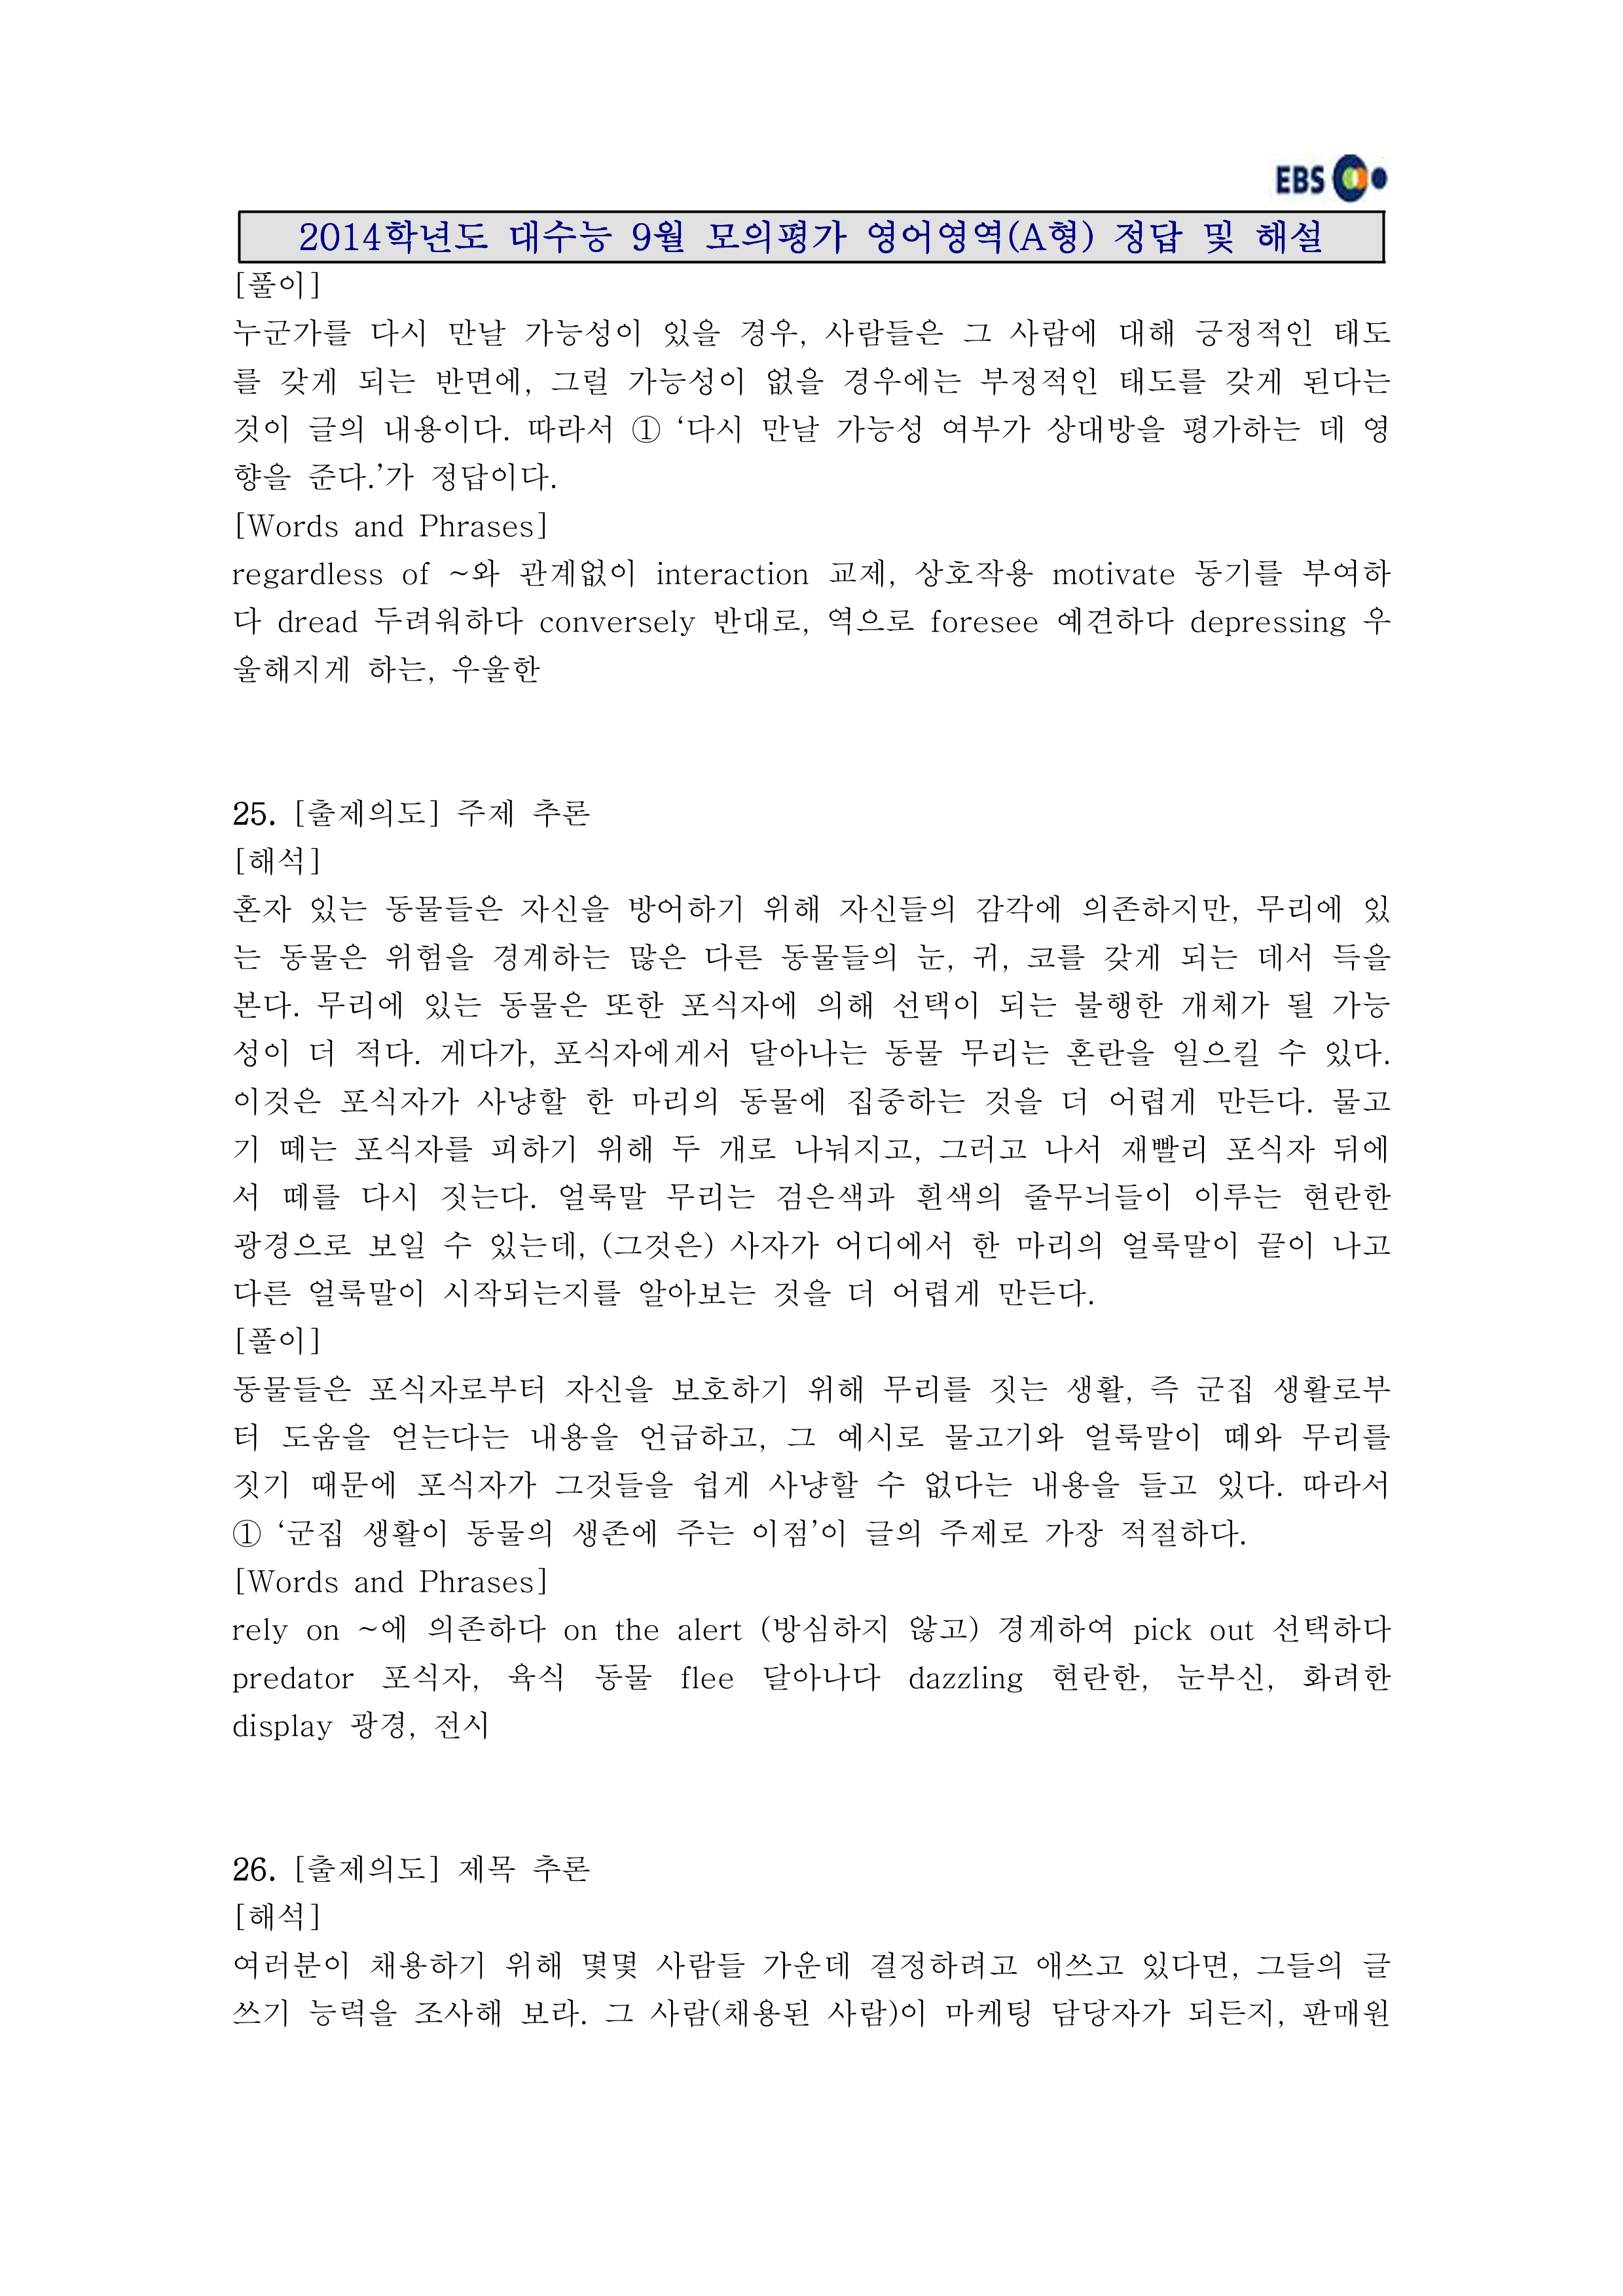 EBS
2014학년도 대수능 9월 모의평가 영어영역(A형) 정답 및 해설
[풀이]
누군가를 다시 만날 가능성이 있을 경우, 사람들은 그 사람에 대해 긍정적인 태도
를 갖게 되는 반면에, 그럴 가능성이 없을 경우에는 부정적인 태도를 갖게 된다는
것이 글의 내용이다. 따라서 ① ‘다시 만날 가능성 여부가 상대방을 평가하는 데 영
향을 준다.’가 정답이다.
[Words and Phrases]
regardless of ~와 관계없이 interaction 교제, 상호작용 motivate 동기를 부여하
다 dread 두려워하다 conversely 반대로, 역으로 foresee 예견하다 depressing 우
울해지게 하는, 우울한
25. [출제의도] 주제 추론
[해석]
혼자 있는 동물들은 자신을 방어하기 위해 자신들의 감각에 의존하지만, 무리에 있
는 동물은 위험을 경계하는 많은 다른 동물들의 눈, 귀, 코를 갖게 되는 데서 득을
본다. 무리에 있는 동물은 또한 포식자에 의해 선택이 되는 불행한 개체가 될 가능
성이 더 적다. 게다가, 포식자에게서 달아나는 동물 무리는 혼란을 일으킬 수 있다.
이것은 포식자가 사냥할 한 마리의 동물에 집중하는 것을 더 어렵게 만든다. 물고
기 떼는 포식자를 피하기 위해 두 개로 나눠지고, 그러고 나서 재빨리 포식자 뒤에
서 떼를 다시 짓는다. 얼룩말 무리는 검은색과 흰색의 줄무늬들이 이루는 현란한
광경으로 보일 수 있는데, (그것은) 사자가 어디에서 한 마리의 얼룩말이 끝이 나고
다른 얼룩말이 시작되는지를 알아보는 것을 더 어렵게 만든다.
[풀이]
동물들은 포식자로부터 자신을 보호하기 위해 무리를 짓는 생활, 즉 군집 생활로부
터 도움을 얻는다는 내용을 언급하고, 그 예시로 물고기와 얼룩말이 떼와 무리를
짓기 때문에 포식자가 그것들을 쉽게 사냥할 수 없다는 내용을 들고 있다. 따라서
① ‘군집 생활이 동물의 생존에 주는 이점’이 글의 주제로 가장 적절하다.
[Words and Phrases]
rely on ~에 의존하다 on the alert (방심하지 않고) 경계하여 pick out 선택하다
predator 포식자, 육식 동물 flee 달아나다 dazzling 현란한, 눈부신, 화려한
display 광경, 전시
26. [출제의도] 제목 추론
[해석]
여러분이 채용하기 위해 몇몇 사람들 가운데 결정하려고 애쓰고 있다면, 그들의 글
쓰기 능력을 조사해 보라. 그 사람(채용된 사람)이 마케팅 담당자가 되든지, 판매원